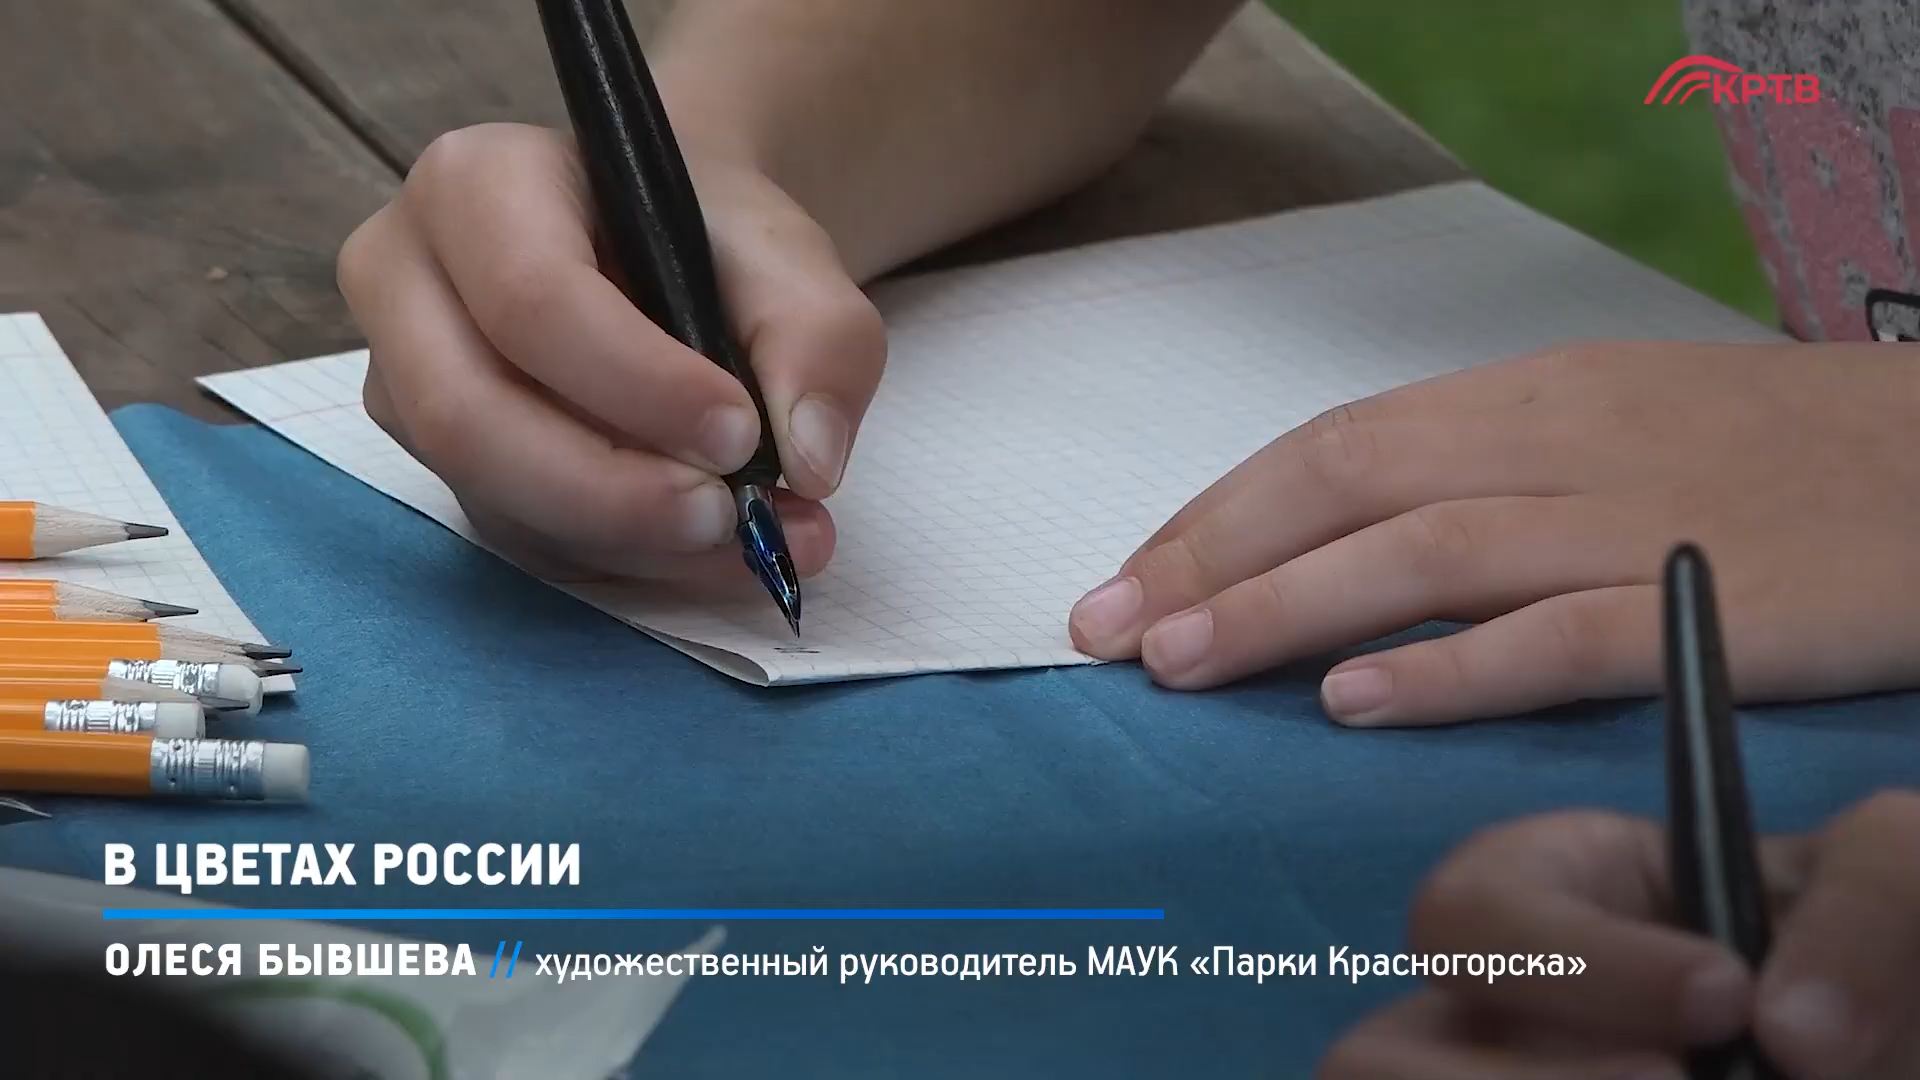 КРТВ
В ЦВЕТАХ РОССИИ
ОЛЕСЯ БЫВШЕВА // художественный руководитель МАУК «Парки Красногорска»